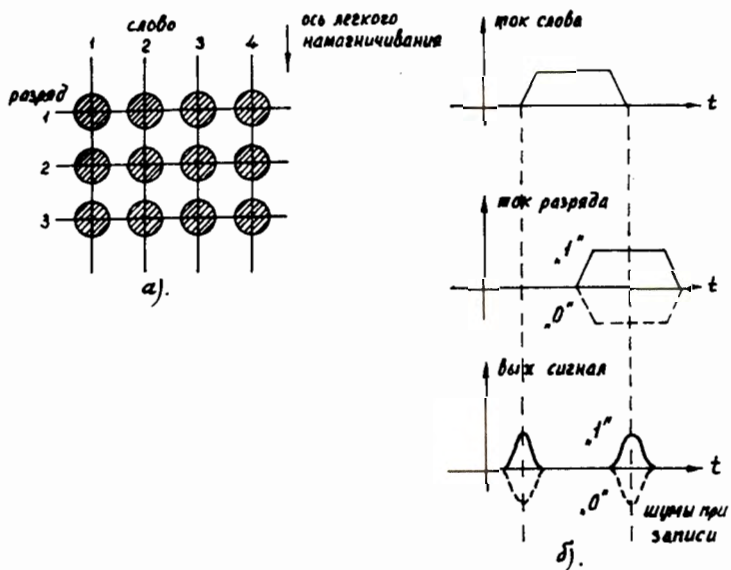 слово
1 2 3 4
ось легкого
намагничивания
разряд
1
2
3
а).
ток слова
t
ток разряда
„1"
„0"
t
вых сигнал
„1"
„0"
t
шумы при
записи
б).